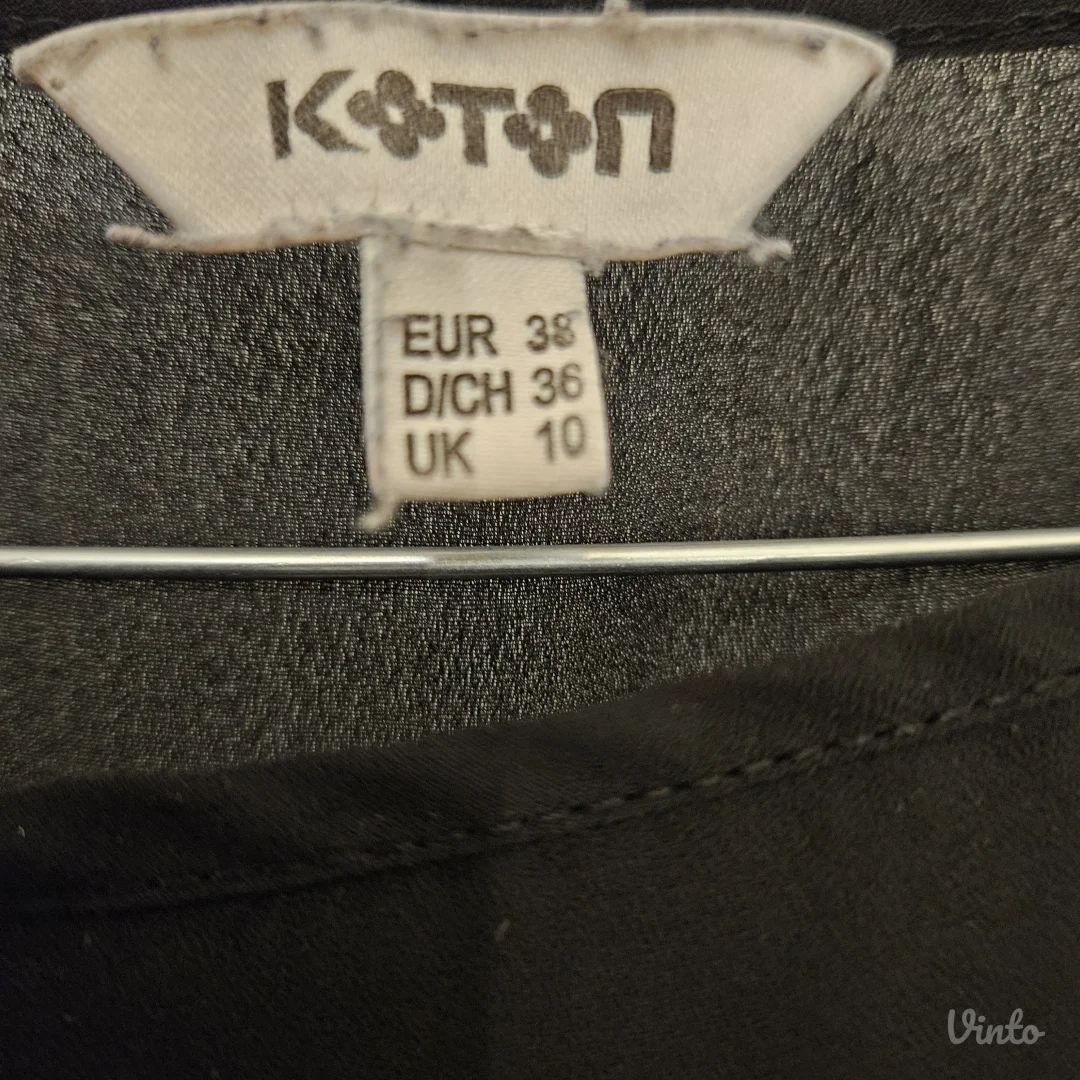 KOTON
EUR 38
D/CH 36
UK 10
Vinto